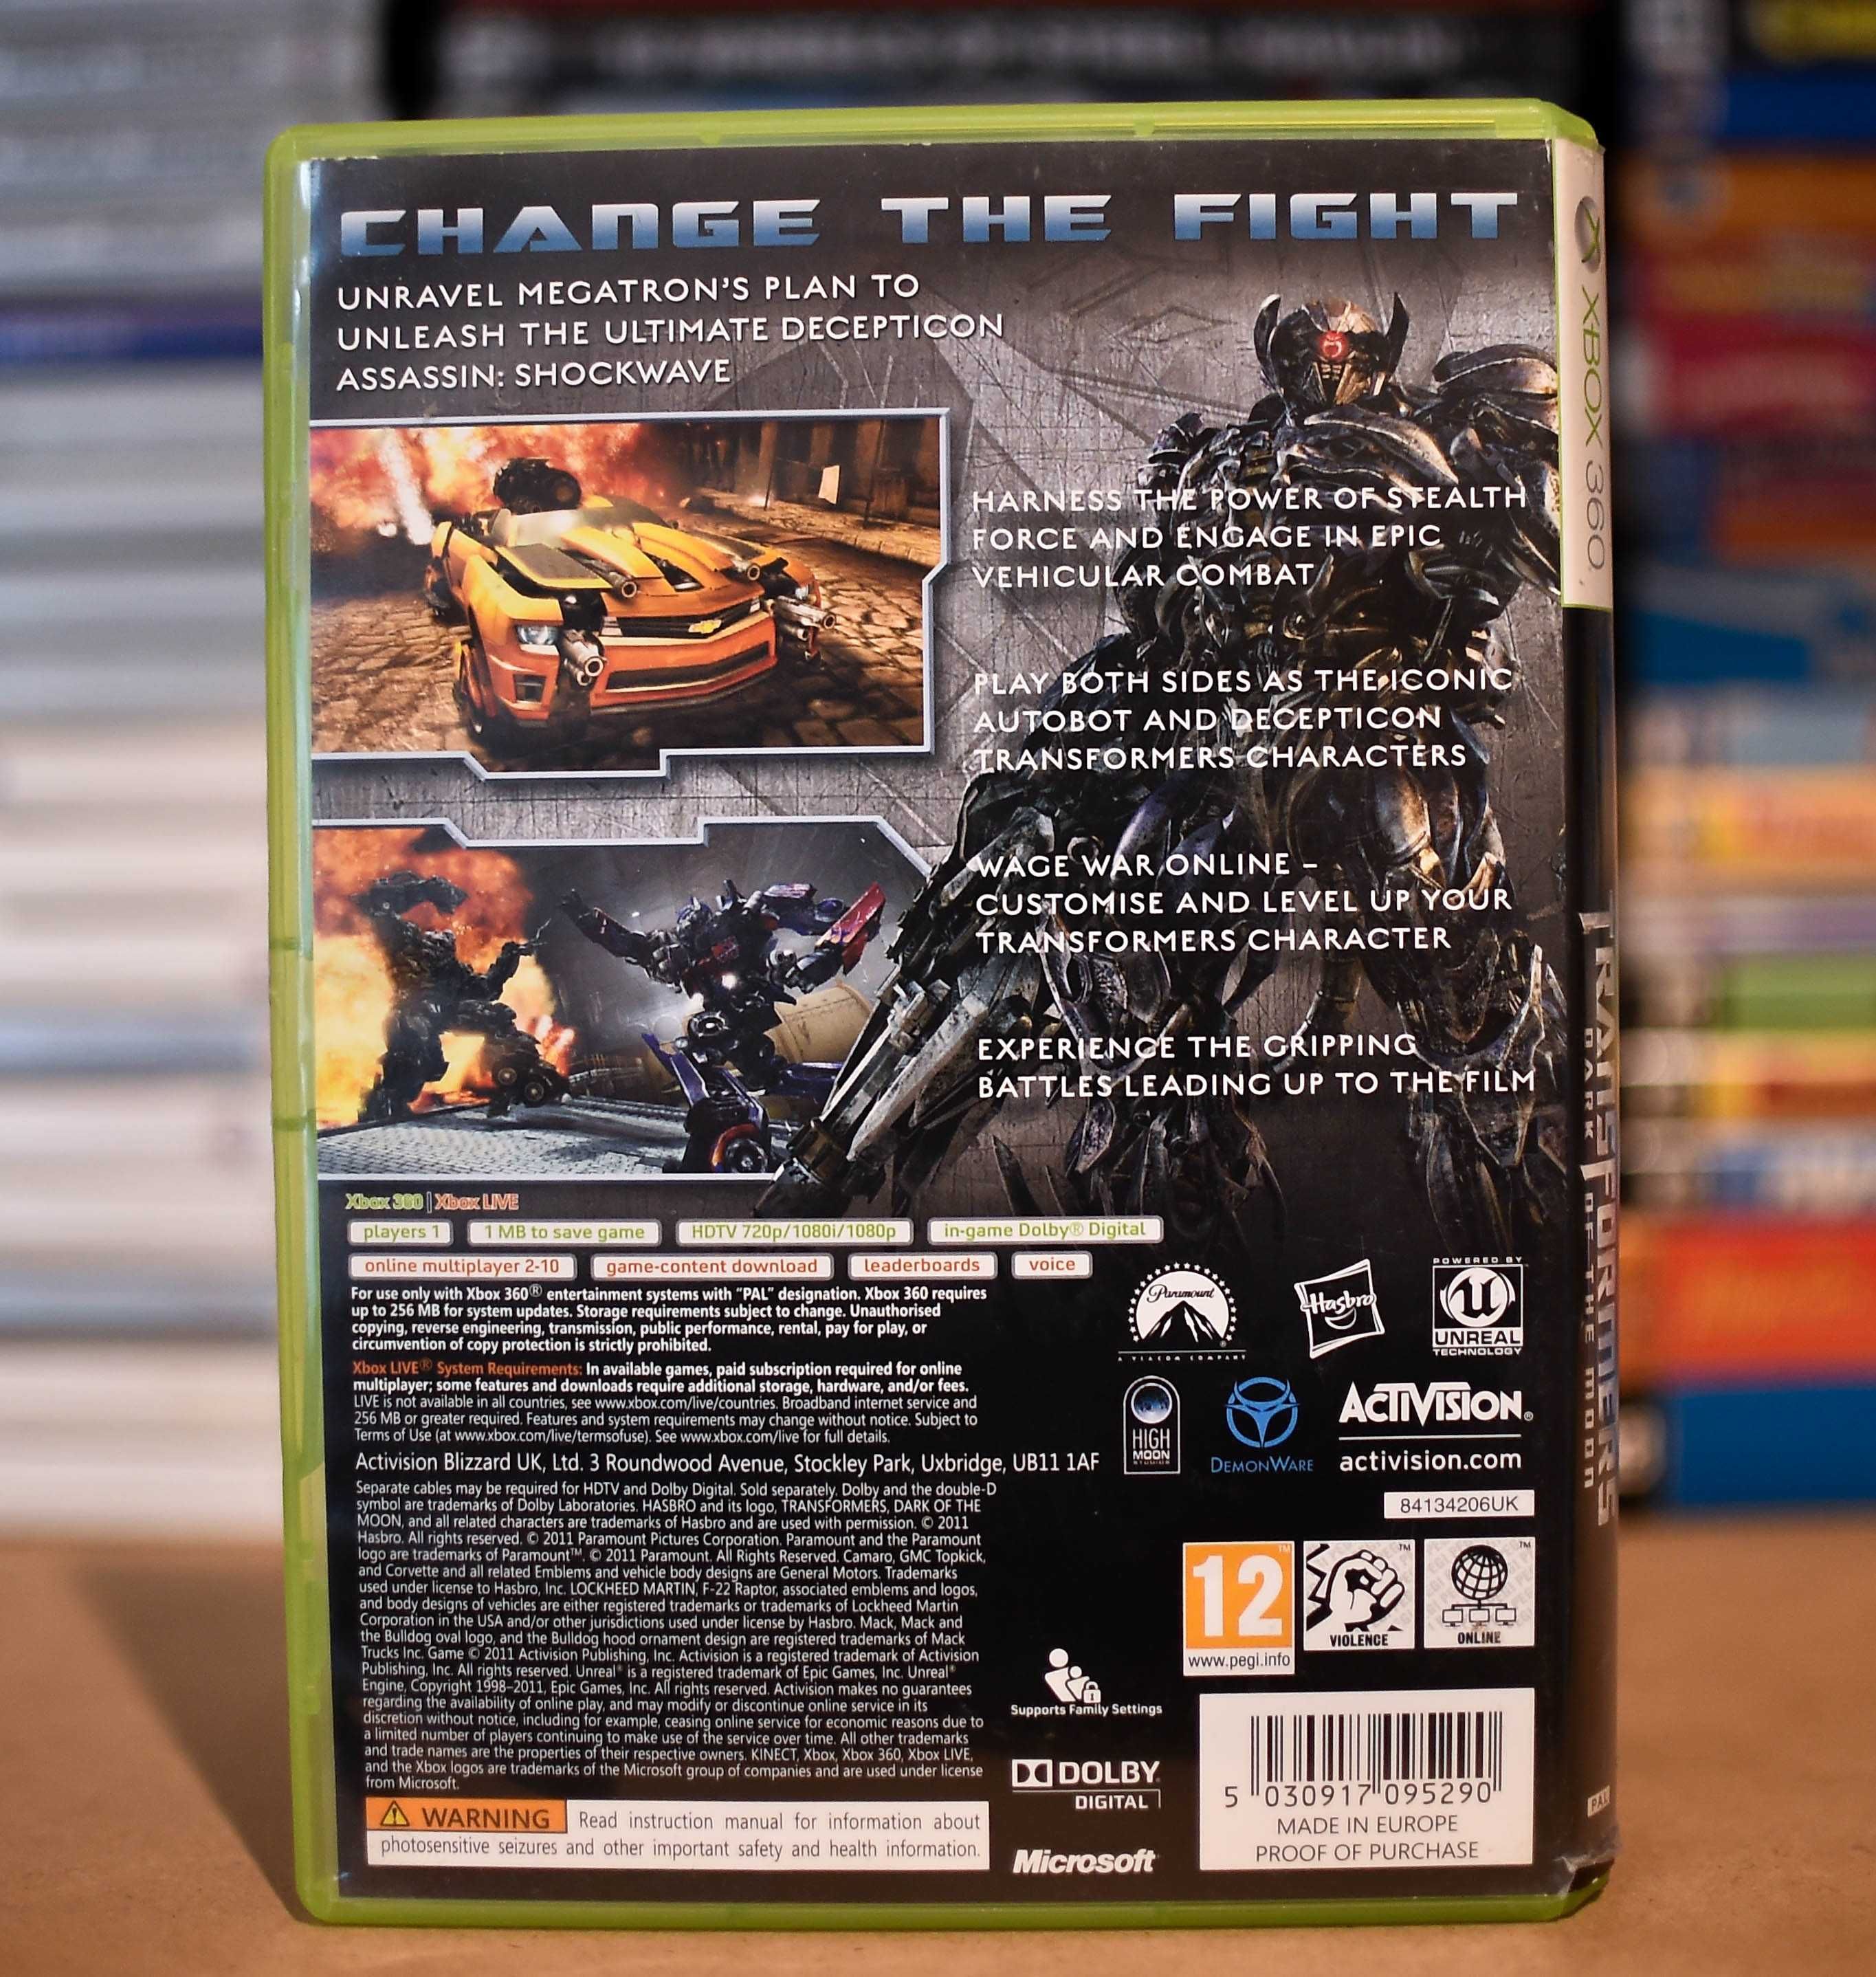 CHANGE THE FIGHT
UNRAVEL MEGATRON'S PLAN TO
UNLEASH THE ULTIMATE DECEPTICON
ASSASSIN: SHOCKWAVE
HARNESS THE POWER OF STEALTH
FORCE AND ENGAGE IN EPIC
VEHICULAR COMBAT
PLAY BOTH SIDES AS THE ICONIC
AUTOBOT AND DECEPTICON
TRANSFORMERS CHARACTERS
WAGE WAR ONLINE –
CUSTOMISE AND LEVEL UP YOUR
TRANSFORMERS CHARACTER
EXPERIENCE THE GRIPPING
BATTLES LEADING UP TO THE FILM
Xbox 360 | Xbox LIVE
players 1
1 MB to save game
HDTV 720p/1080i/1080p
in-game Dolby® Digital
online multiplayer 2-10
game-content download
leaderboards
voice
For use only with Xbox 360® entertainment systems with "PAL" designation. Xbox 360 requires
up to 256 MB for system updates. Storage requirements subject to change. Unauthorised
copying, reverse engineering, transmission, public performance, rental, pay for play, or
circumvention of copy protection is strictly prohibited.
Xbox LIVE® System Requirements: In available games, paid subscription required for online
multiplayer; some features and downloads require additional storage, hardware, and/or fees.
LIVE is not available in all countries, see www.xbox.com/live/countries. Broadband internet service and
256 MB or greater required. Features and system requirements may change without notice. Subject to
Terms of Use (at www.xbox.com/live/termsofuse). See www.xbox.com/live for full details.
Activision Blizzard UK, Ltd. 3 Roundwood Avenue, Stockley Park, Uxbridge, UB11 1AF
Separate cables may be required for HDTV and Dolby Digital. Sold separately. Dolby and the double-D
symbol are trademarks of Dolby Laboratories. HASBRO and its logo, TRANSFORMERS, DARK OF THE
MOON, and all related characters are trademarks of Hasbro and are used with permission. © 2011
Hasbro. All rights reserved. © 2011 Paramount Pictures Corporation. Paramount and the Paramount
logo are trademarks of Paramount™. © 2011 Paramount. All Rights Reserved. Camaro, GMC Topkick,
and Corvette and all related Emblems and vehicle body designs are General Motors. Trademarks
used under license to Hasbro, Inc. LOCKHEED MARTIN, F-22 Raptor, associated emblems and logos,
and body designs of vehicles are either registered trademarks or trademarks of Lockheed Martin
Corporation in the USA and/or other jurisdictions used under license by Hasbro. Mack, Mack and
the Bulldog oval logo, and the Bulldog hood ornament design are registered trademarks of Mack
Trucks Inc. Game © 2011 Activision Publishing, Inc. Activision is a registered trademark of Activision
Publishing, Inc. All rights reserved. Unreal® is a registered trademark of Epic Games, Inc. Unreal®
Engine, Copyright 1998–2011, Epic Games, Inc. All rights reserved. Activision makes no guarantees
regarding the availability of online play, and may modify or discontinue online service in its
discretion without notice, including for example, ceasing online service for economic reasons due to
a limited number of players continuing to make use of the service over time. All other trademarks
and trade names are the properties of their respective owners. KINECT, Xbox, Xbox 360, Xbox LIVE,
and the Xbox logos are trademarks of the Microsoft group of companies and are used under license
from Microsoft.
WARNING Read instruction manual for information about
photosensitive seizures and other important safety and health information.
Paramount
A VIACOM COMPANY
Hasbro
POWERED BY
UNREAL
TECHNOLOGY
HIGH
MOON
STUDIOS
DEMONWARE
ACTIVISION®
activision.com
84134206UK
12
www.pegi.info
VIOLENCE
ONLINE
Supports Family Settings
DOLBY
DIGITAL
Microsoft
5 030917 095290
MADE IN EUROPE
PROOF OF PURCHASE
XBOX 360
TRANSFORMERS
DARK OF THE MOON
PAL